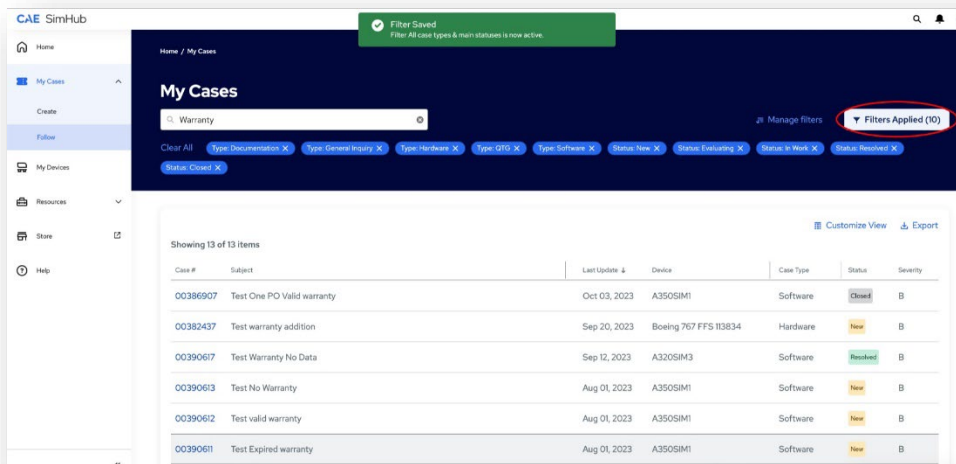 CAE SimHub
Filter Saved
Filter All case types & main statuses is now active.
Home
My Cases
Create
Follow
My Devices
Resources
Store
Help
Home / My Cases
My Cases
Warranty
Manage filters
Filters Applied (10)
Clear All Type: Documentation X Type: General Inquiry X Type: Hardware X Type: QTG X Type: Software X Status: New X Status: Evaluating X Status: In Work X Status: Resolved X
Status: Closed X
Customize View Export
Showing 13 of 13 items
Case # Subject Last Update ↓ Device Case Type Status Severity
00386907 Test One PO Valid warranty Oct 03, 2023 A350SIM1 Software Closed B
00382437 Test warranty addition Sep 20, 2023 Boeing 767 FFS 113834 Hardware New B
00390617 Test Warranty No Data Sep 12, 2023 A320SIM3 Software Resolved B
00390613 Test No Warranty Aug 01, 2023 A350SIM1 Software New B
00390612 Test valid warranty Aug 01, 2023 A350SIM1 Software New B
00390611 Test Expired warranty Aug 01, 2023 A350SIM1 Software New B